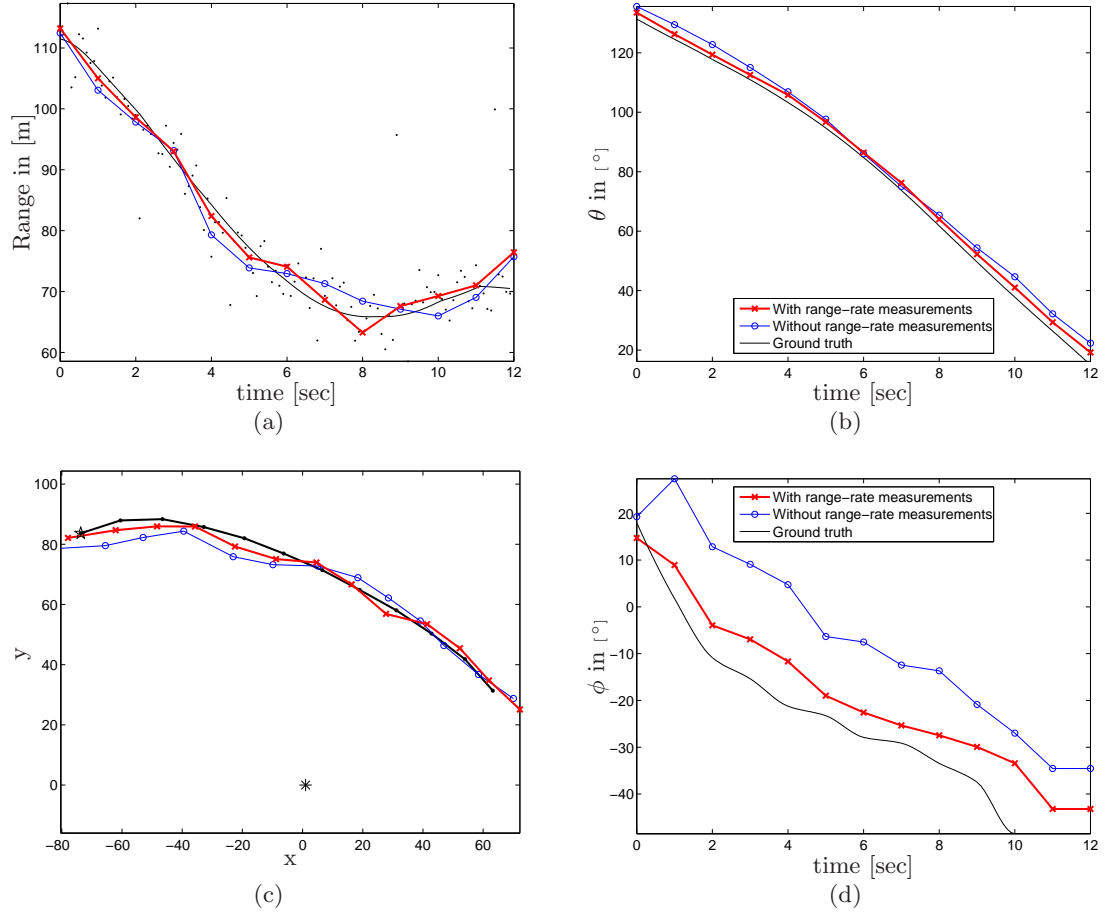 110
100
90
80
70
60
Range in [m]
0 2 4 6 8 10 12
time [sec]
(a)
120
100
80
60
40
20
θ in [°]
With range−rate measurements
Without range−rate measurements
Ground truth
0 2 4 6 8 10 12
time [sec]
(b)
100
80
60
40
20
0
y
−80 −60 −40 −20 0 20 40 60
x
(c)
20
10
0
−10
−20
−30
−40
ϕ in [°]
With range−rate measurements
Without range−rate measurements
Ground truth
0 2 4 6 8 10 12
time [sec]
(d)